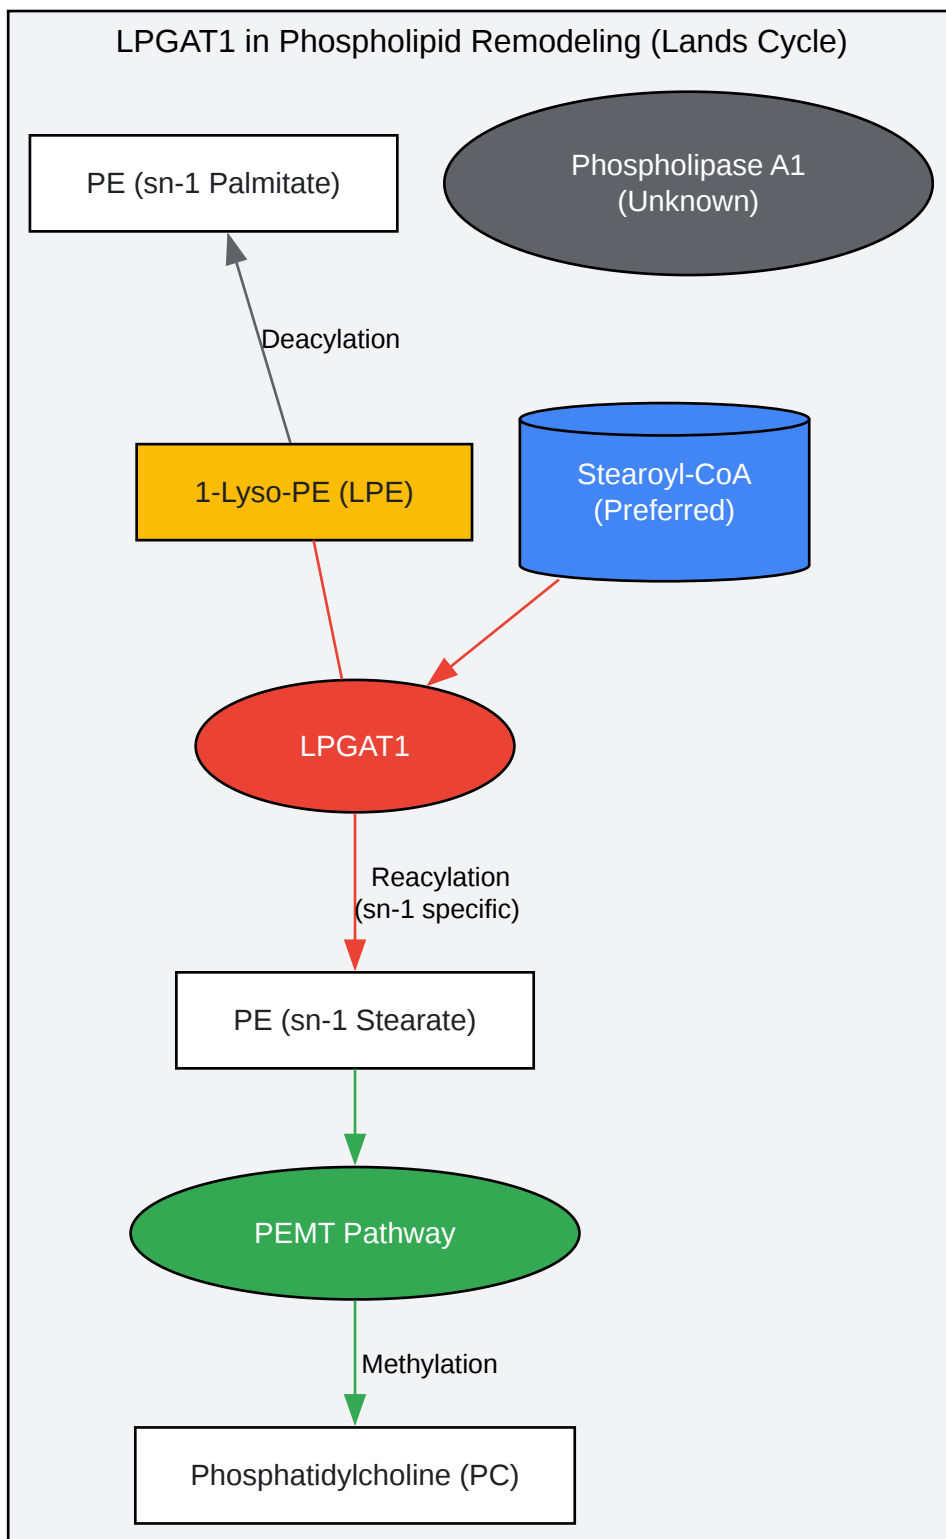 LPGAT1 in Phospholipid Remodeling (Lands Cycle)
PE (sn-1 Palmitate)
Phospholipase A1
(Unknown)
Deacylation
1-Lyso-PE (LPE)
Stearoyl-CoA
(Preferred)
LPGAT1
Reacylation
(sn-1 specific)
PE (sn-1 Stearate)
PEMT Pathway
Methylation
Phosphatidylcholine (PC)